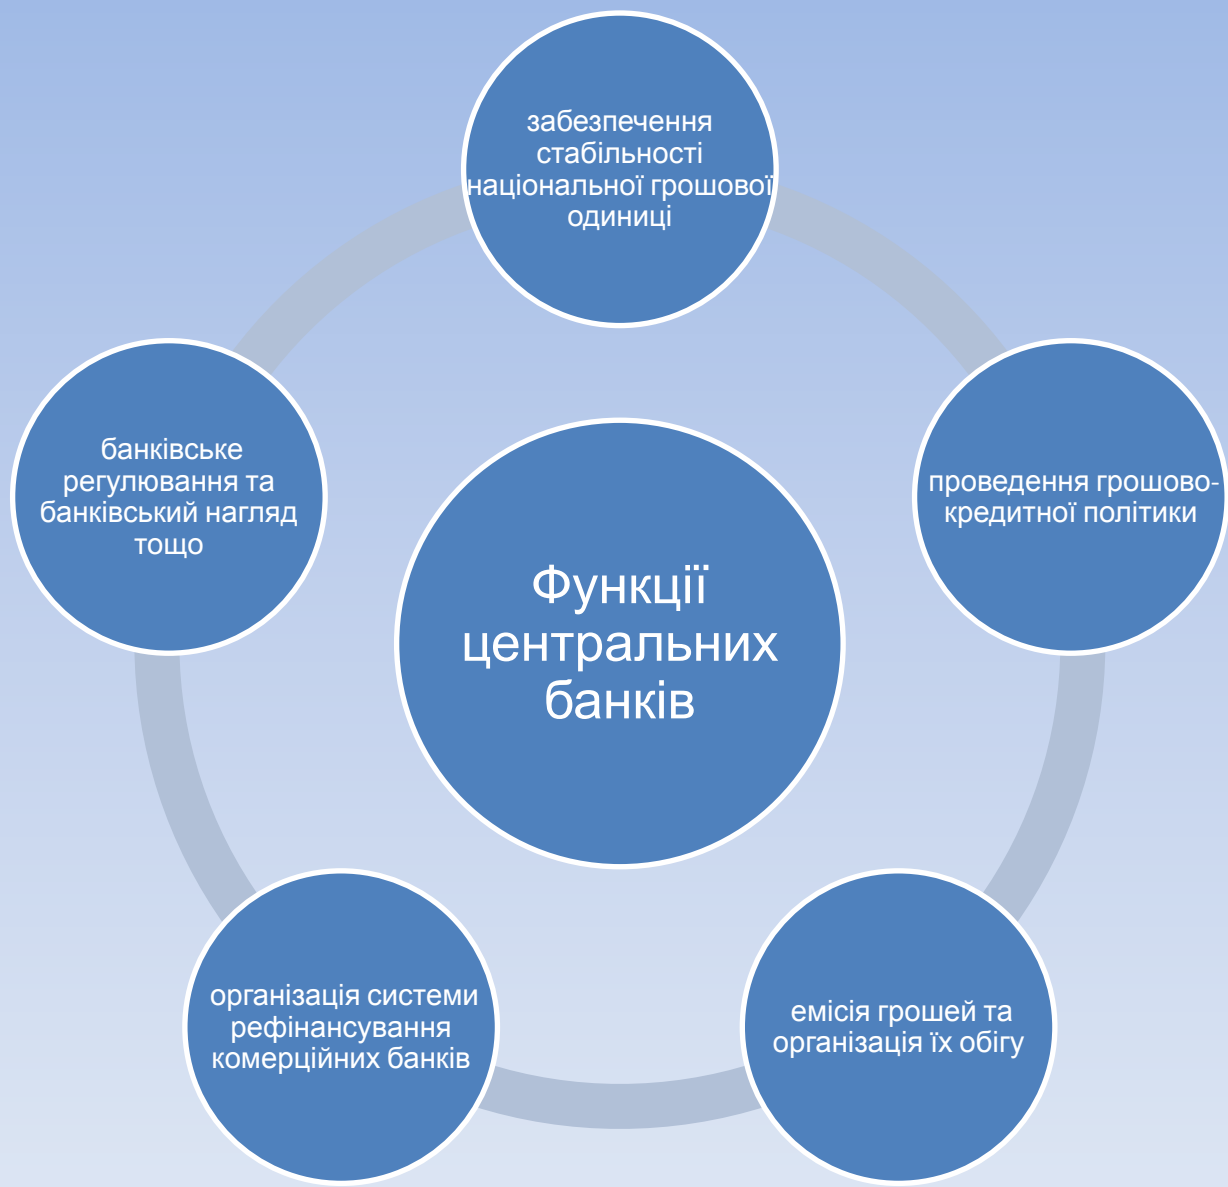 забезпечення
стабільності
національної грошової
одиниці
проведення грошово-
кредитної політики
емісія грошей та
організація їх обігу
організація системи
рефінансування
комерційних банків
банківське
регулювання та
банківський нагляд
тощо
Функції
центральних
банків